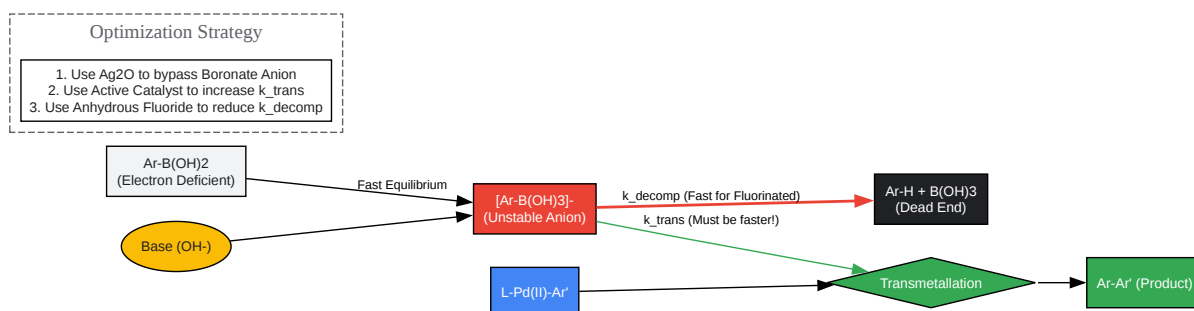 Optimization Strategy
1. Use Ag2O to bypass Boronate Anion
2. Use Active Catalyst to increase k_trans
3. Use Anhydrous Fluoride to reduce k_decomp
Ar-B(OH)2
(Electron Deficient)
Fast Equilibrium
Base (OH-)
[Ar-B(OH)3]-
(Unstable Anion)
k_decomp (Fast for Fluorinated)
k_trans (Must be faster!)
Ar-H + B(OH)3
(Dead End)
L-Pd(II)-Ar'
Transmetallation
Ar-Ar' (Product)